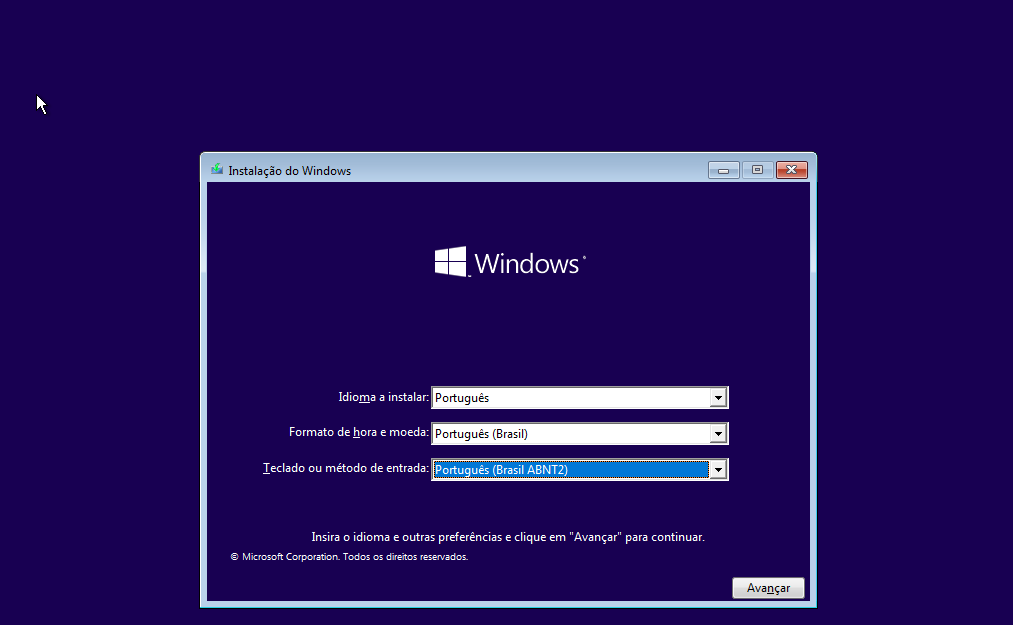 Instalação do Windows
Windows
Idioma a instalar: Português
Formato de hora e moeda: Português (Brasil)
Teclado ou método de entrada: Português (Brasil ABNT2)
Insira o idioma e outras preferências e clique em "Avançar" para continuar.
© Microsoft Corporation. Todos os direitos reservados.
Avançar